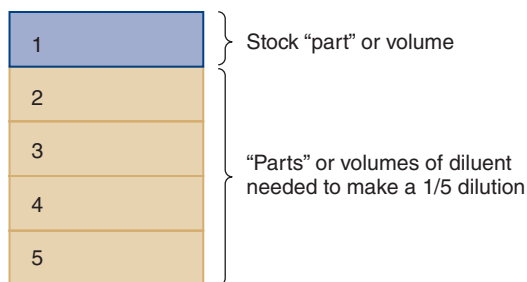 1
Stock “part” or volume
2
3
4
5
“Parts” or volumes of diluent
needed to make a 1/5 dilution